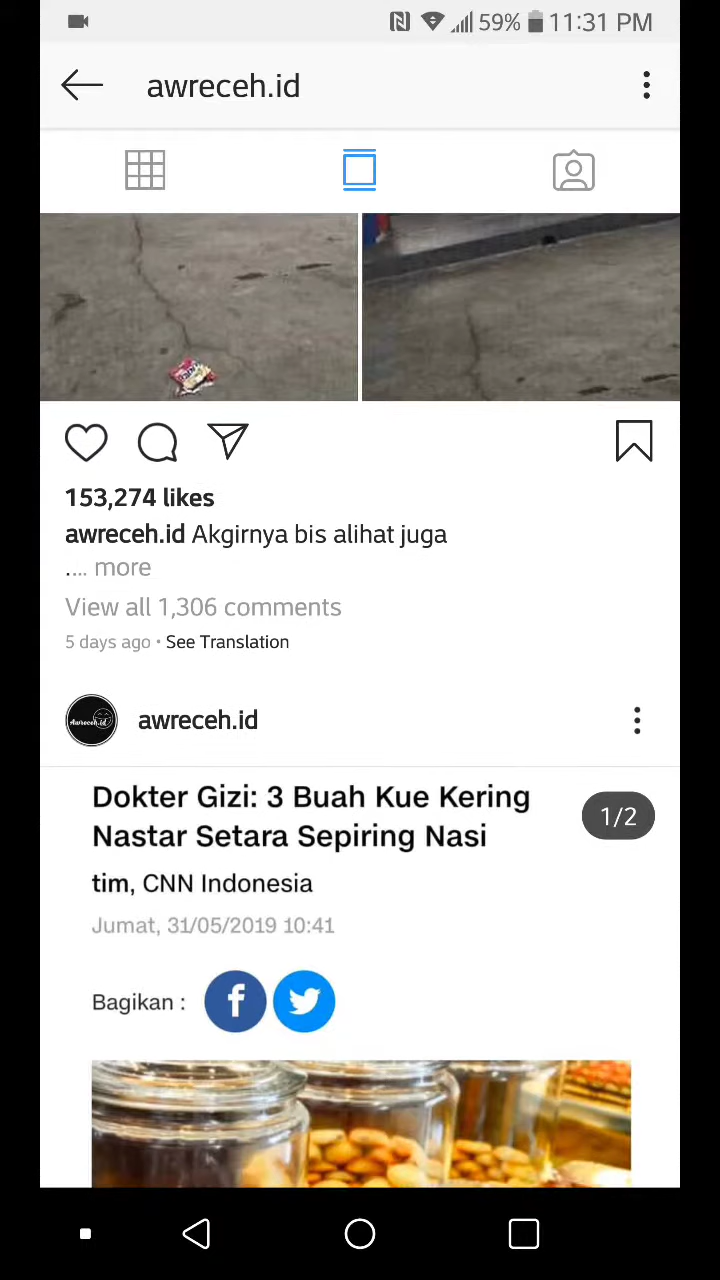 59% 11:31 PM
awreceh.id
153,274 likes
awreceh.id Akgirnya bis alihat juga
.... more
View all 1,306 comments
5 days ago • See Translation
Awreceh.id
awreceh.id
Dokter Gizi: 3 Buah Kue Kering
Nastar Setara Sepiring Nasi
1/2
tim, CNN Indonesia
Jumat, 31/05/2019 10:41
Bagikan :